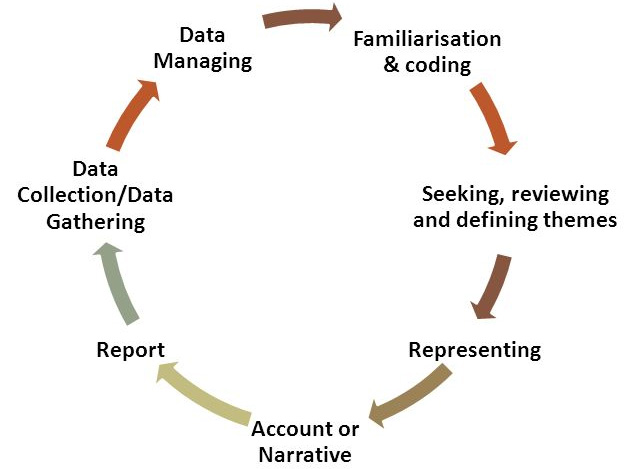 Data
Managing
Familiarisation
& coding
Seeking, reviewing
and defining themes
Representing
Account or
Narrative
Report
Data
Collection/Data
Gathering